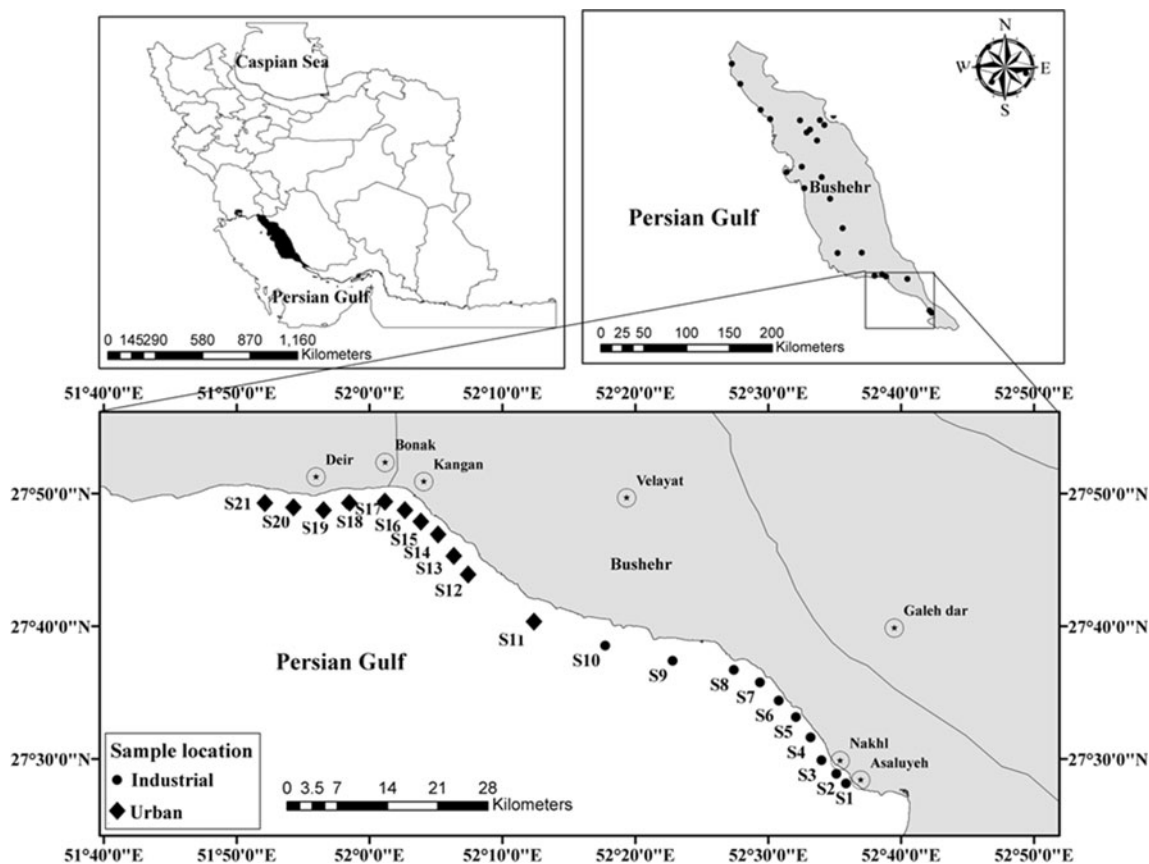 Caspian Sea
Persian Gulf
0 145290 580 870 1,160
Kilometers
N
W E
S
Bushehr
Persian Gulf
0 25 50 100 150 200
Kilometers
51°40'0"E 51°50'0"E 52°0'0"E 52°10'0"E 52°20'0"E 52°30'0"E 52°40'0"E 52°50'0"E
Bonak
Deir
Kangan
Velayat
27°50'0"N 27°50'0"N
S21 S20 S19 S18 S17 S16 S15 S14 S13 S12
Bushehr
Galeh dar
27°40'0"N 27°40'0"N
S11 S10 S9 S8 S7 S6 S5 S4 S3 S2 S1
Persian Gulf
Nakhl
Asaluyeh
27°30'0"N 27°30'0"N
Sample location
Industrial
Urban
0 3.5 7 14 21 28
Kilometers
51°40'0"E 51°50'0"E 52°0'0"E 52°10'0"E 52°20'0"E 52°30'0"E 52°40'0"E 52°50'0"E